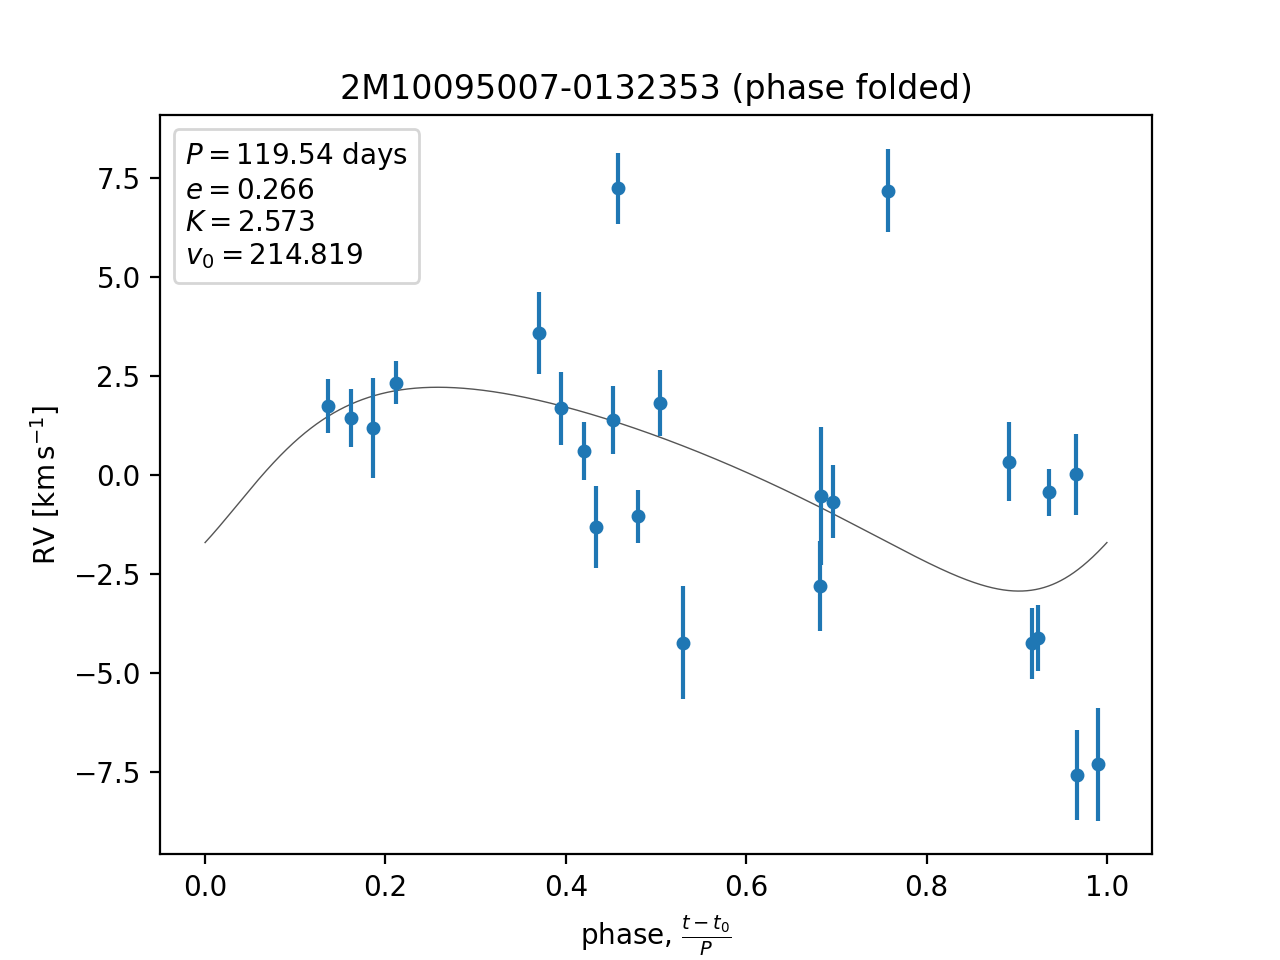 2M10095007-0132353 (phase folded)
P = 119.54 days
e = 0.266
K = 2.573
v₀ = 214.819
7.5
5.0
2.5
0.0
−2.5
−5.0
−7.5
RV [km s⁻¹]
0.0 0.2 0.4 0.6 0.8 1.0
phase, (t − t₀)/P